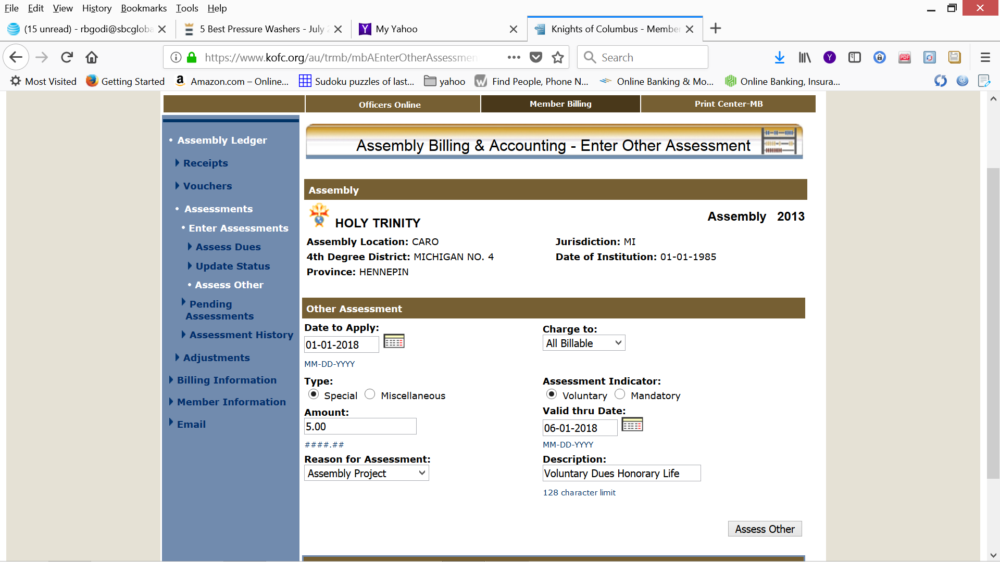 File Edit View History Bookmarks Tools Help
(15 unread) - rbgodi@sbcgloba
5 Best Pressure Washers - July 2
My Yahoo
Knights of Columbus - Member
https://www.kofc.org/au/trmb/mbAEnterOtherAssessmen
Search
Most Visited Getting Started Amazon.com – Online... Sudoku puzzles of last... yahoo Find People, Phone N... Online Banking & Mo... Online Banking, Insura...
Officers Online Member Billing Print Center-MB
Assembly Ledger
Receipts
Vouchers
Assessments
Enter Assessments
Assess Dues
Update Status
Assess Other
Pending
Assessments
Assessment History
Adjustments
Billing Information
Member Information
Email
Assembly Billing & Accounting - Enter Other Assessment
Assembly
HOLY TRINITY
Assembly 2013
Assembly Location: CARO
Jurisdiction: MI
4th Degree District: MICHIGAN NO. 4
Date of Institution: 01-01-1985
Province: HENNEPIN
Other Assessment
Date to Apply:
01-01-2018
MM-DD-YYYY
Charge to:
All Billable
Type:
Special Miscellaneous
Assessment Indicator:
Voluntary Mandatory
Amount:
5.00
####.##
Valid thru Date:
06-01-2018
MM-DD-YYYY
Reason for Assessment:
Assembly Project
Description:
Voluntary Dues Honorary Life
128 character limit
Assess Other